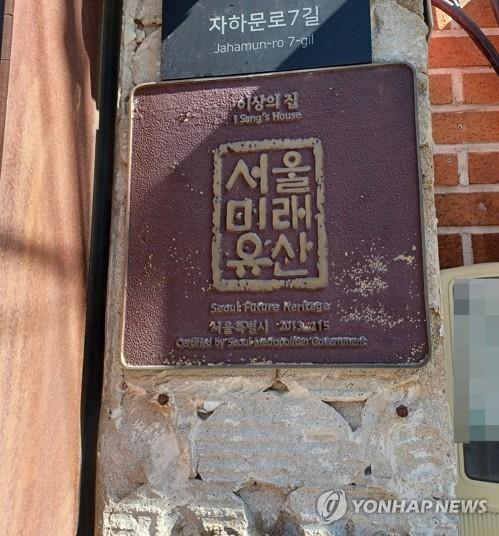 자하문로7길
Jahamun-ro 7-gil
이상의 집
I Sang's House
서울
미래
유산
Seoul Future Heritage
서울특별시 2013-215
Certified by Seoul Metropolitan Government
YONHAP NEWS